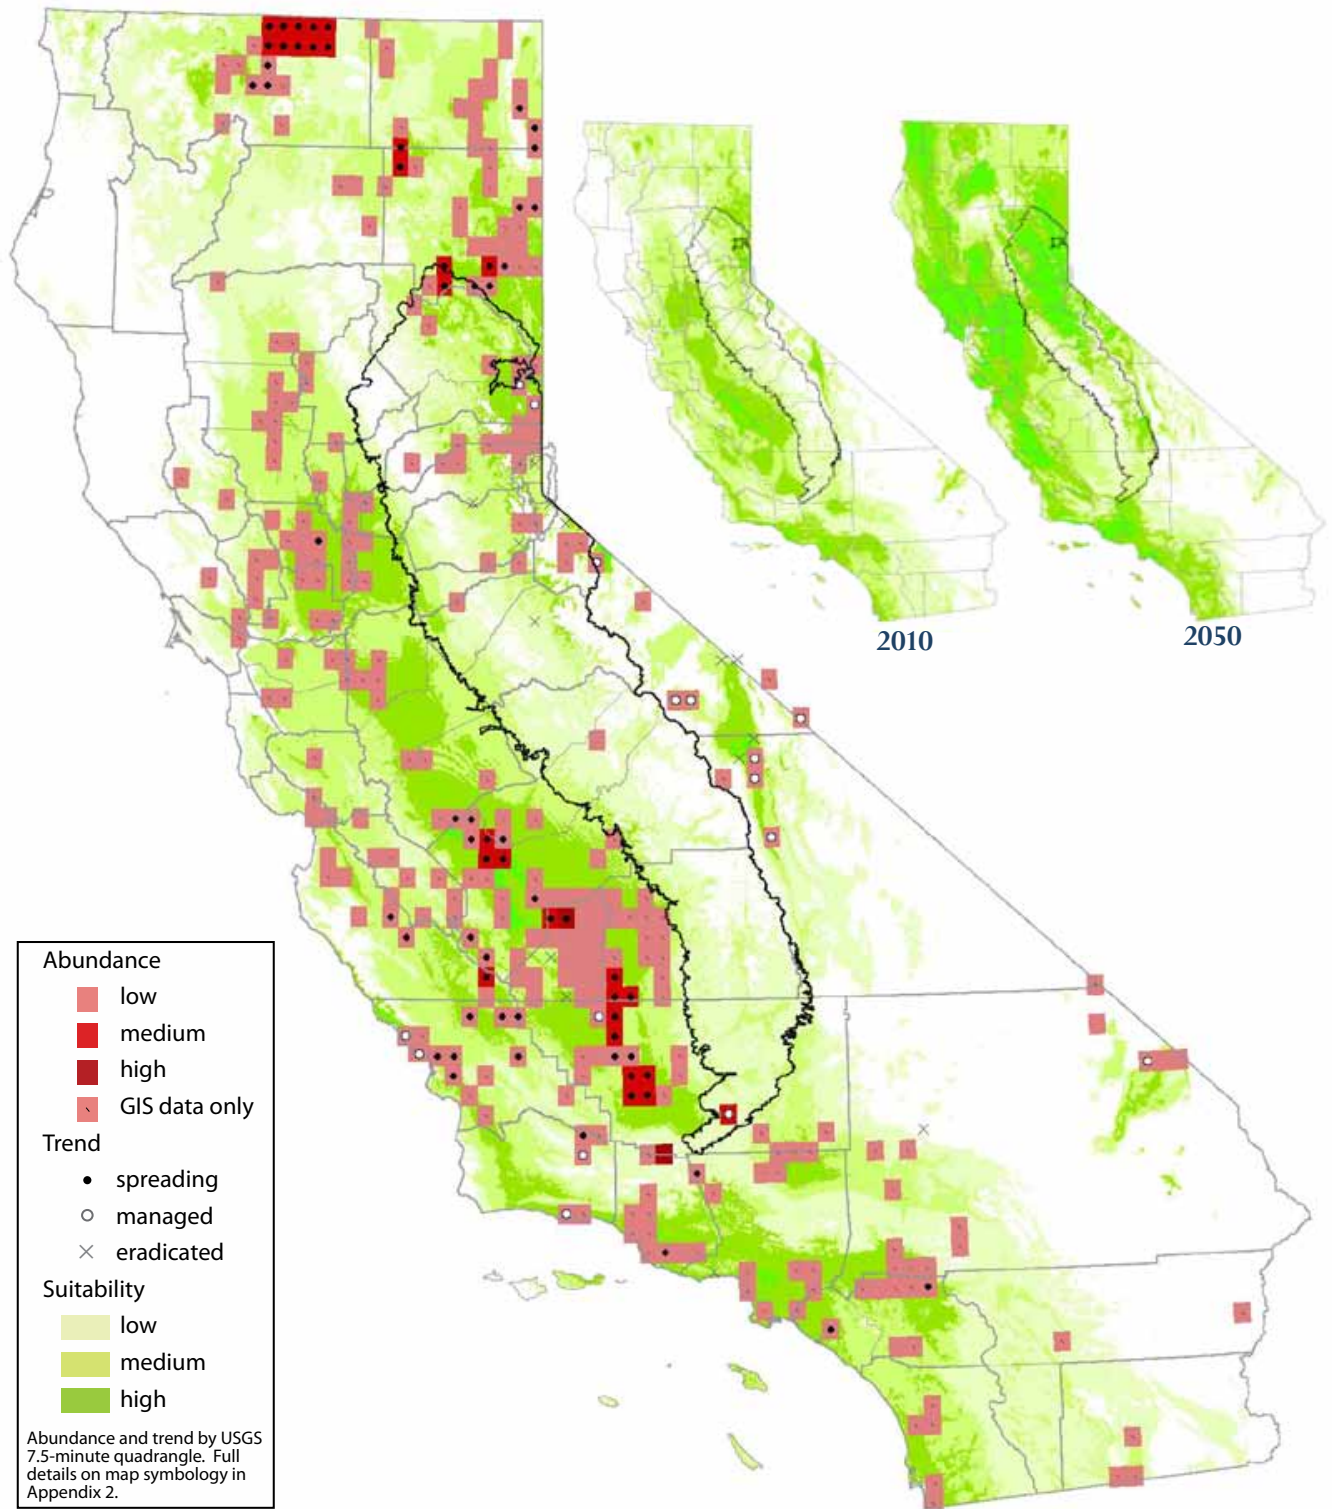 2010
2050
Abundance
low
medium
high
GIS data only
Trend
spreading
managed
eradicated
Suitability
low
medium
high
Abundance and trend by USGS
7.5-minute quadrangle. Full
details on map symbology in
Appendix 2.